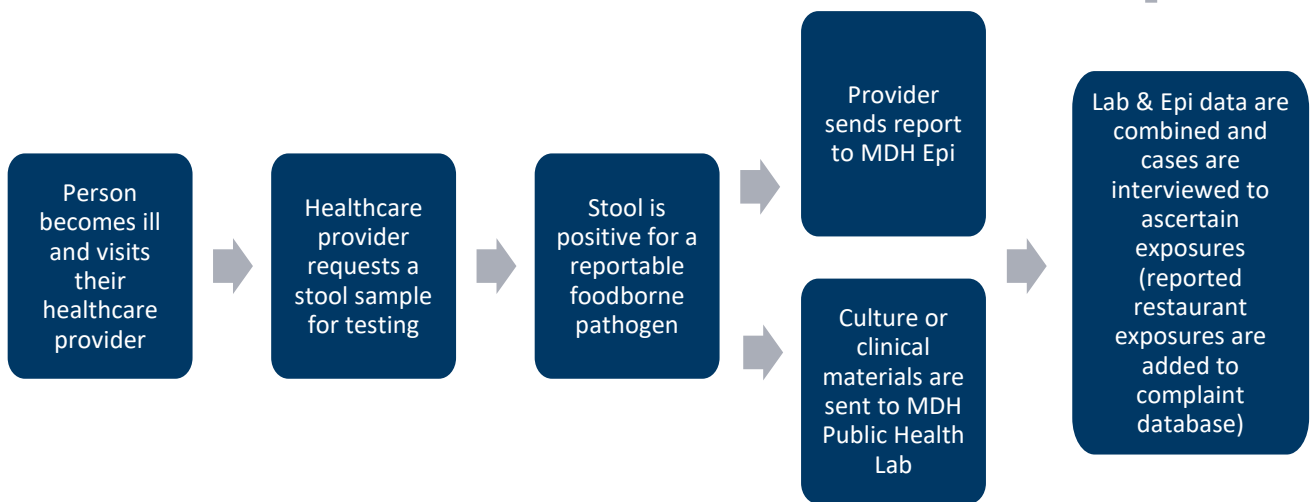 Person
becomes ill
and visits
their
healthcare
provider
Healthcare
provider
requests a
stool sample
for testing
Stool is
positive for a
reportable
foodborne
pathogen
Provider
sends report
to MDH Epi
Culture or
clinical
materials are
sent to MDH
Public Health
Lab
Lab & Epi data are
combined and
cases are
interviewed to
ascertain
exposures
(reported
restaurant
exposures are
added to
complaint
database)